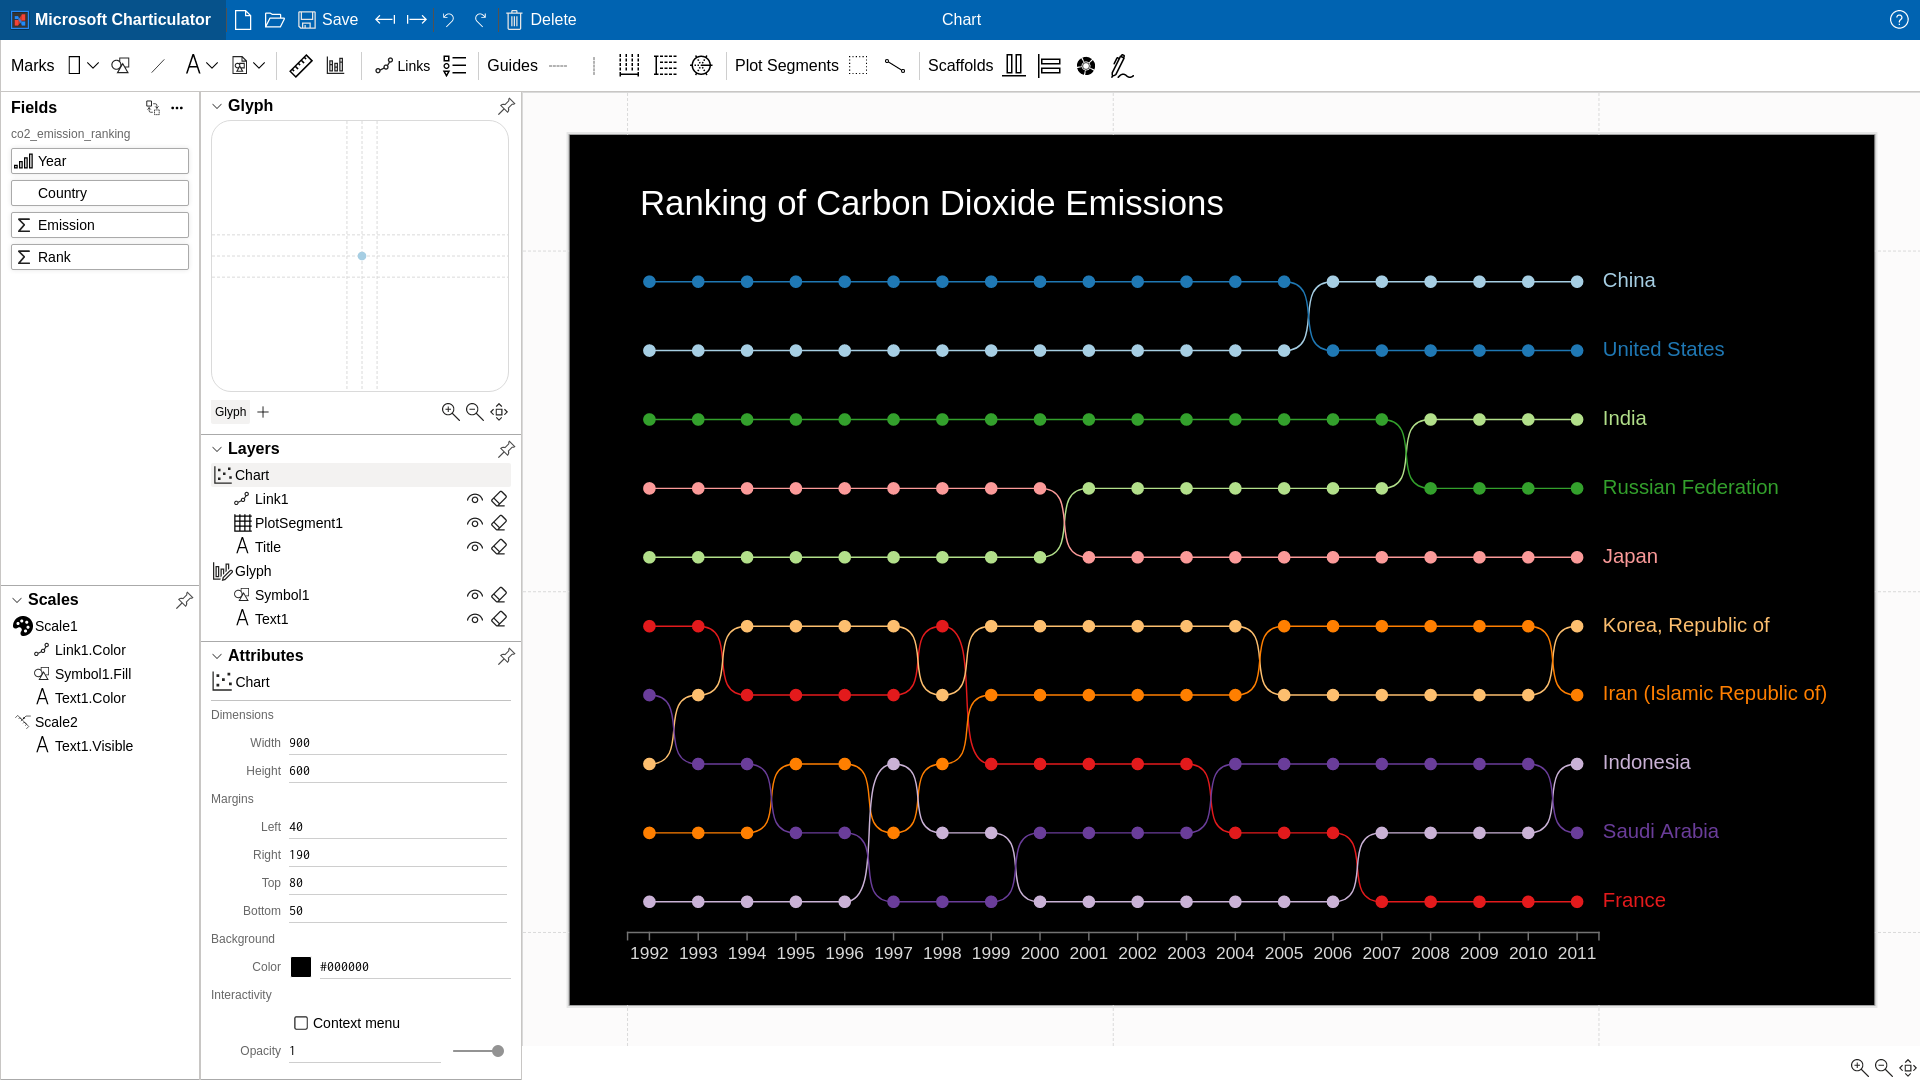 Microsoft Charticulator
Save
Delete
Chart
Marks
Links
Guides
Plot Segments
Scaffolds
Fields
co2_emission_ranking
Year
Country
Emission
Rank
Scales
Scale1
Link1.Color
Symbol1.Fill
Text1.Color
Scale2
Text1.Visible
Glyph
Glyph
Layers
Chart
Link1
PlotSegment1
Title
Glyph
Symbol1
Text1
Attributes
Chart
Dimensions
Width 900
Height 600
Margins
Left 40
Right 190
Top 80
Bottom 50
Background
Color #000000
Interactivity
Context menu
Opacity 1
Ranking of Carbon Dioxide Emissions
China
United States
India
Russian Federation
Japan
Korea, Republic of
Iran (Islamic Republic of)
Indonesia
Saudi Arabia
France
1992 1993 1994 1995 1996 1997 1998 1999 2000 2001 2002 2003 2004 2005 2006 2007 2008 2009 2010 2011